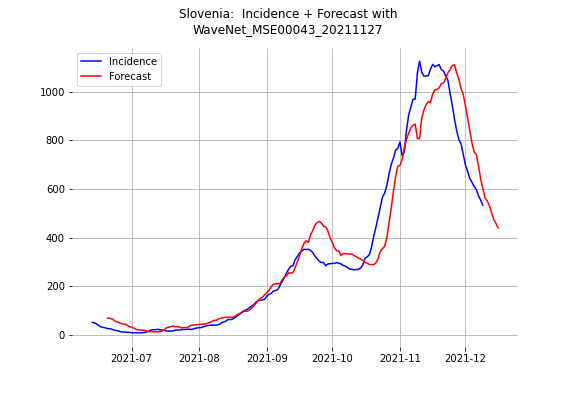 Slovenia:  Incidence + Forecast with
WaveNet_MSE00043_20211127
Incidence
Forecast
1000
800
600
400
200
0
2021-07 2021-08 2021-09 2021-10 2021-11 2021-12